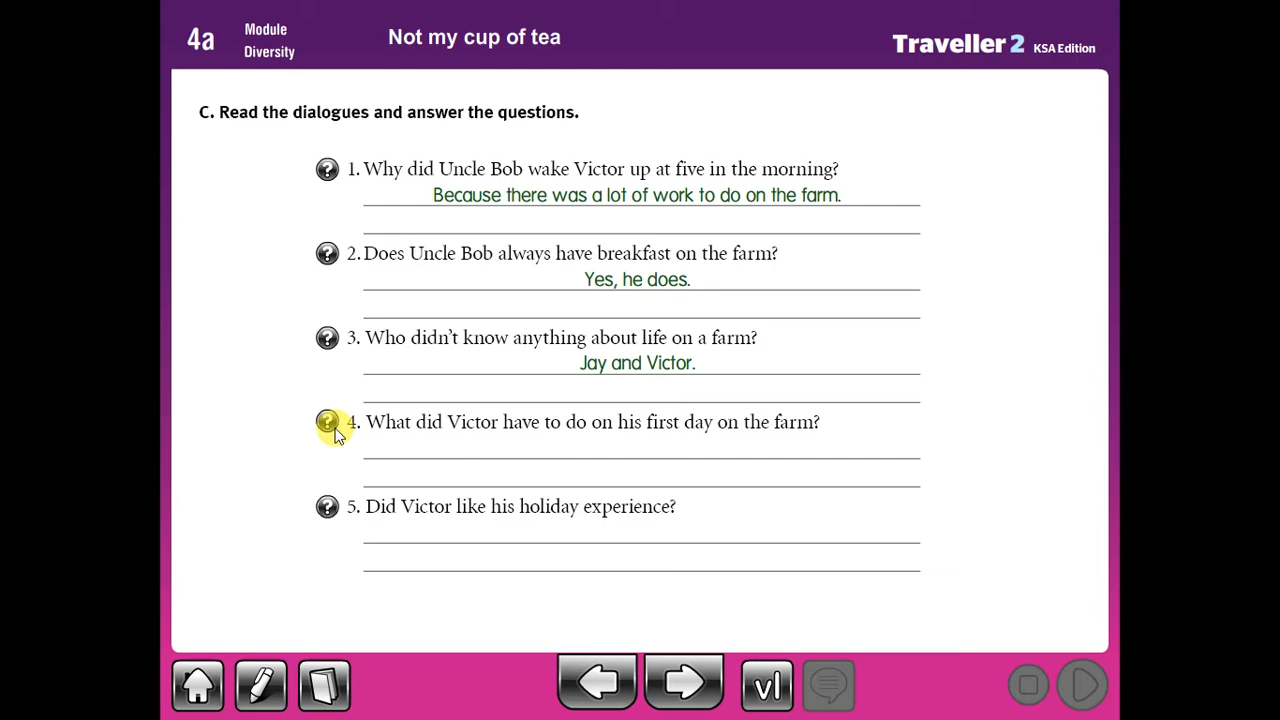 4a
Module
Diversity
Not my cup of tea
Traveller 2 KSA Edition
C. Read the dialogues and answer the questions.
1. Why did Uncle Bob wake Victor up at five in the morning?
Because there was a lot of work to do on the farm.
2. Does Uncle Bob always have breakfast on the farm?
Yes, he does.
3. Who didn't know anything about life on a farm?
Jay and Victor.
4. What did Victor have to do on his first day on the farm?
5. Did Victor like his holiday experience?
vl